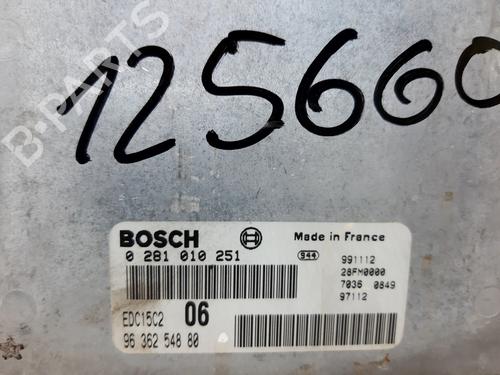 125660
B-PARTS
BOSCH
Made in France
0 281 010 251
944
991112
28FM0000
7036 0849
97112
EDC15C2
06
96 362 548 80